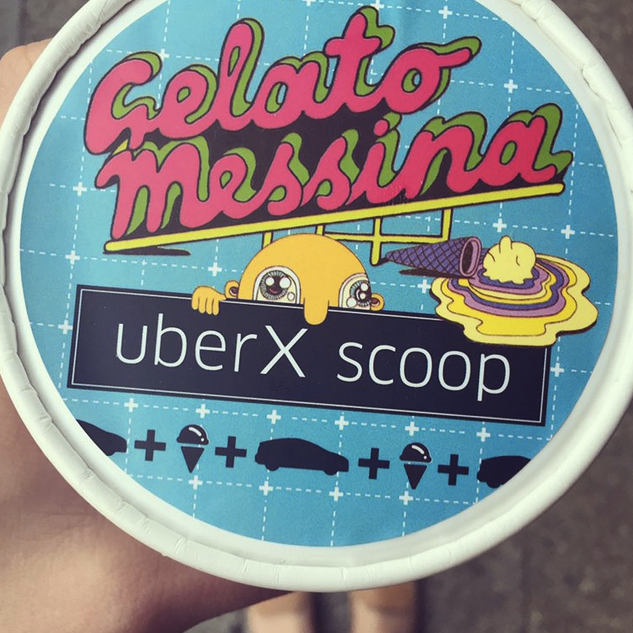 Gelato
Messina
uberX scoop